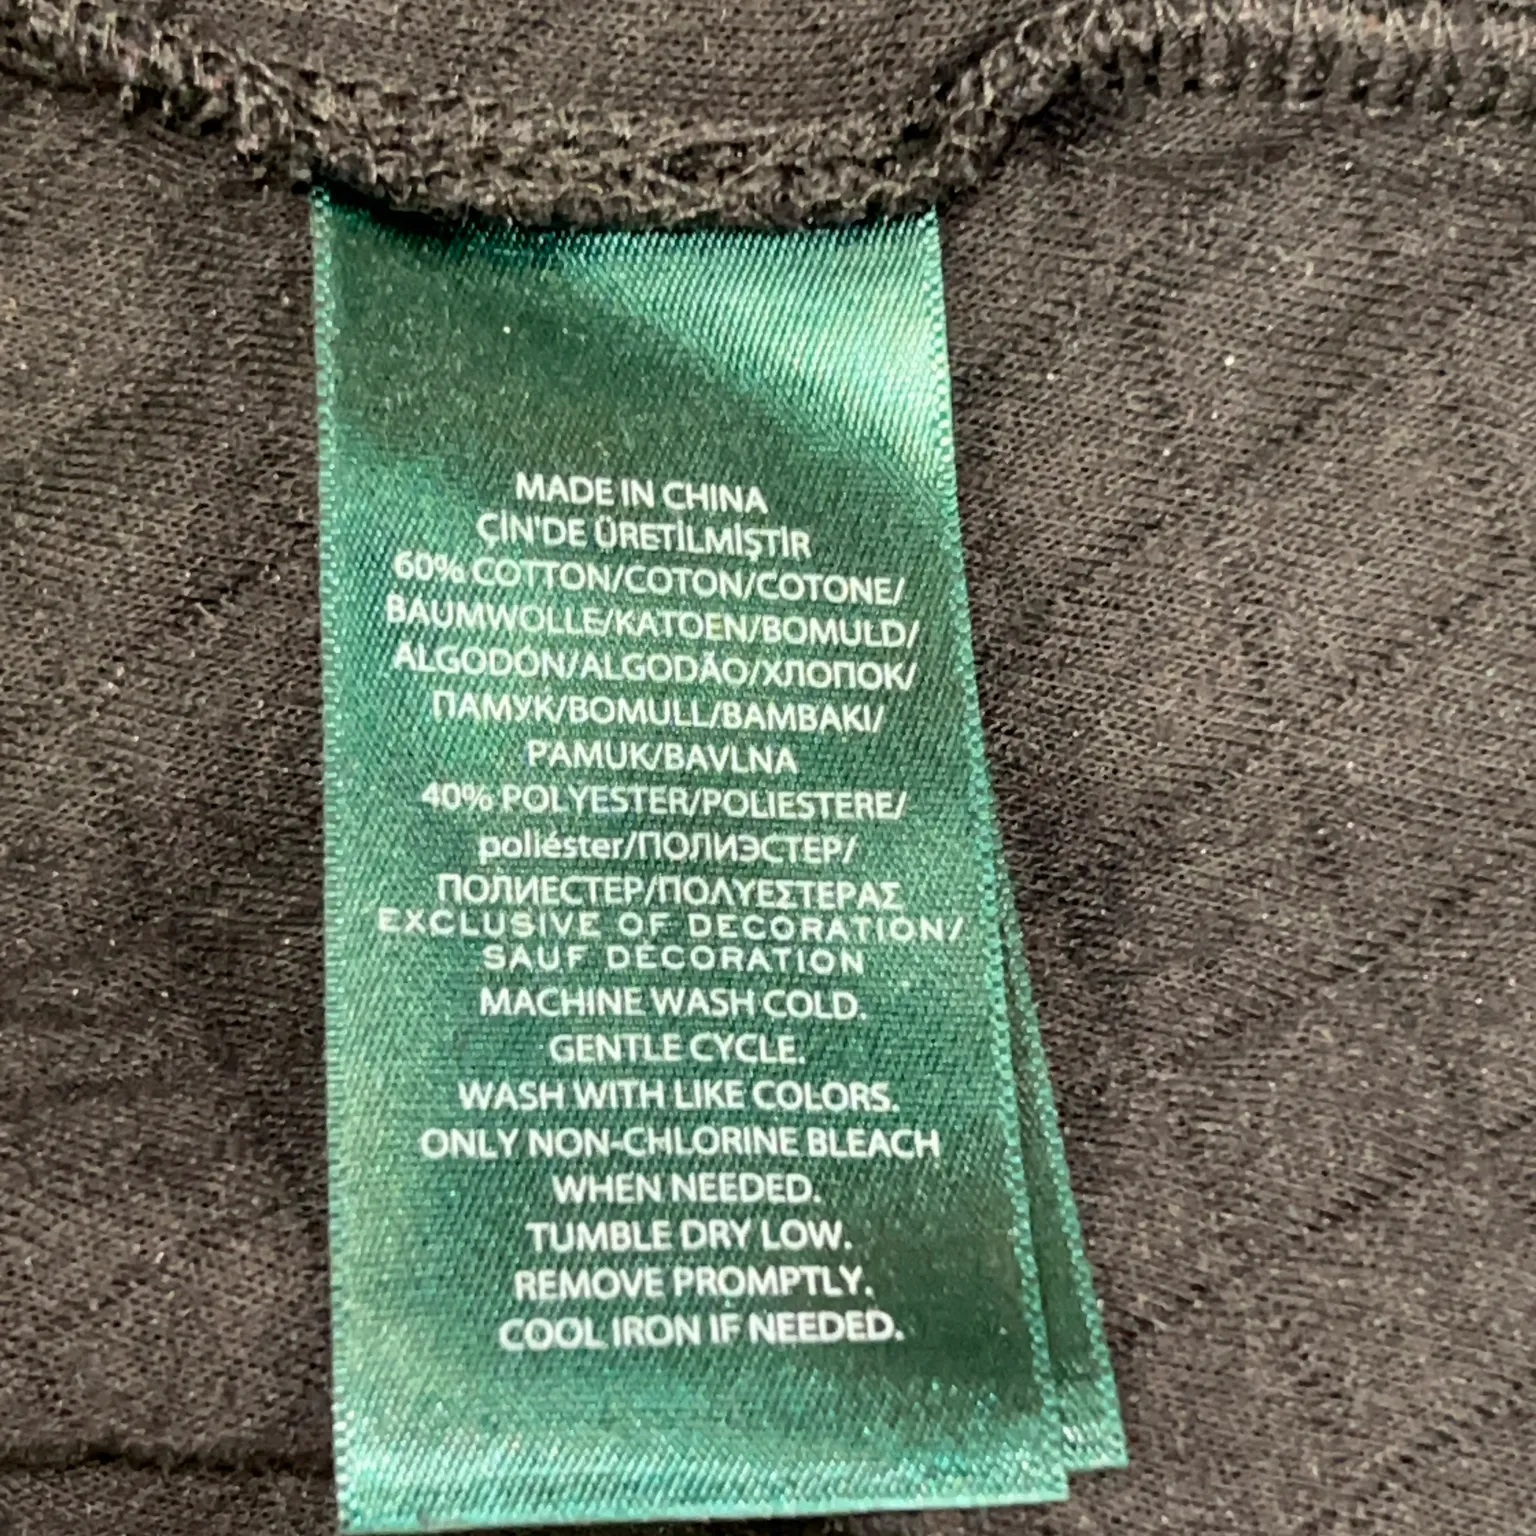 MADE IN CHINA
ÇİN'DE ÜRETİLMİŞTİR
60% COTTON/COTON/COTONE/
BAUMWOLLE/KATOEN/BOMULD/
ALGODÓN/ALGODÃO/ХЛОПОК/
ПАМУК/BOMULL/BAMBAKI/
PAMUK/BAVLNA
40% POLYESTER/POLIESTERE/
poliéster/ПОЛИЭСТЕР/
ПОЛИЕСТЕР/ΠΟΛΥΕΣΤΕΡΑΣ
EXCLUSIVE OF DECORATION/
SAUF DÉCORATION
MACHINE WASH COLD.
GENTLE CYCLE.
WASH WITH LIKE COLORS.
ONLY NON-CHLORINE BLEACH
WHEN NEEDED.
TUMBLE DRY LOW.
REMOVE PROMPTLY.
COOL IRON IF NEEDED.